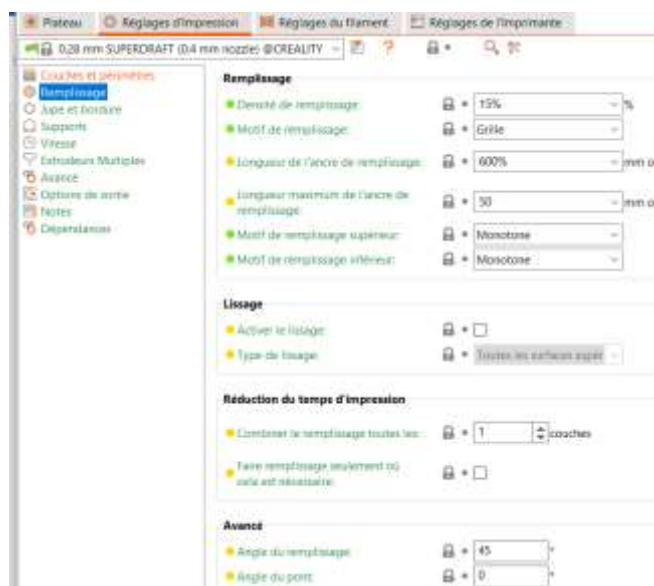 Plateau
Réglages d'impression
Réglages du filament
Réglages de l'imprimante
0.28 mm SUPERDRAFT (0.4 mm nozzle) @CREALITY
Couches et périmètres
Remplissage
Jupe et bordure
Supports
Vitesse
Extrudeurs Multiples
Avancé
Options de sortie
Notes
Dépendances
Remplissage
Densité de remplissage:
15%
%
Motif de remplissage:
Grille
Longueur de l'ancre de remplissage:
600%
mm o
Longueur maximum de l'ancre de
remplissage:
50
mm o
Motif de remplissage supérieur:
Monotone
Motif de remplissage inférieur:
Monotone
Lissage
Activer le lissage:
Type de lissage:
Toutes les surfaces supér
Réduction du temps d'impression
Combiner le remplissage toutes les:
1
couches
Faire remplissage seulement où
cela est nécessaire:
Avancé
Angle du remplissage:
45
°
Angle du pont:
0
°